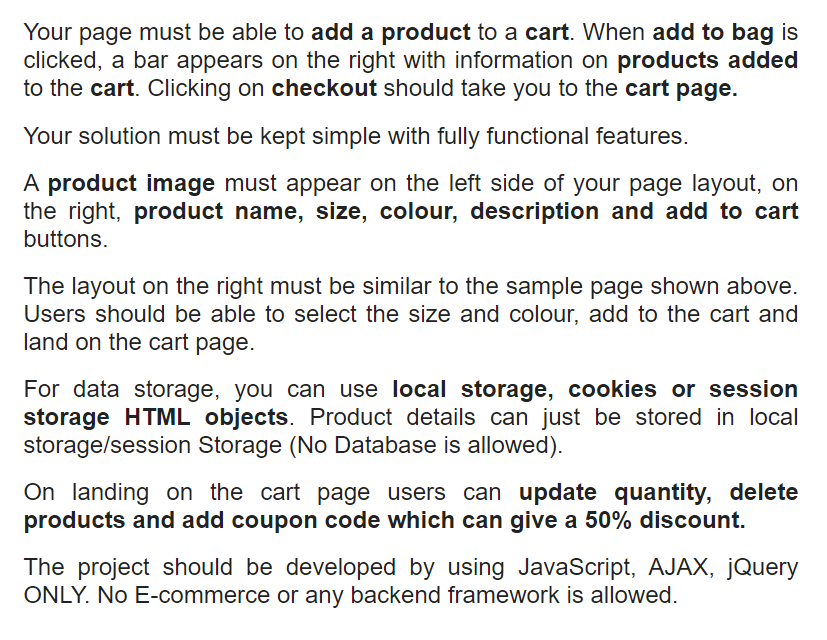 Your page must be able to add a product to a cart. When add to bag is
clicked, a bar appears on the right with information on products added
to the cart. Clicking on checkout should take you to the cart page.
Your solution must be kept simple with fully functional features.
A product image must appear on the left side of your page layout, on
the right, product name, size, colour, description and add to cart
buttons.
The layout on the right must be similar to the sample page shown above.
Users should be able to select the size and colour, add to the cart and
land on the cart page.
For data storage, you can use local storage, cookies or session
storage HTML objects. Product details can just be stored in local
storage/session Storage (No Database is allowed).
On landing on the cart page users can update quantity, delete
products and add coupon code which can give a 50% discount.
The project should be developed by using JavaScript, AJAX, jQuery
ONLY. No E-commerce or any backend framework is allowed.